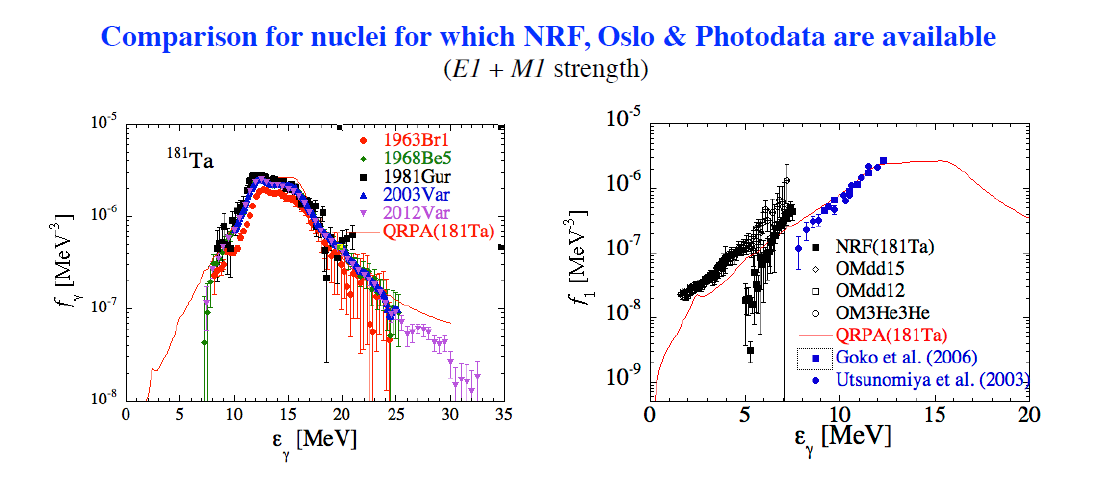 Comparison for nuclei for which NRF, Oslo & Photodata are available
(E1 + M1 strength)
10⁻⁵
10⁻⁶
10⁻⁷
10⁻⁸
fγ [MeV⁻³]
¹⁸¹Ta
1963Br1
1968Be5
1981Gur
2003Var
2012Var
QRPA(181Ta)
0 5 10 15 20 25 30 35
εγ [MeV]
10⁻⁵
10⁻⁶
10⁻⁷
10⁻⁸
10⁻⁹
f₁ [MeV⁻³]
NRF(181Ta)
OMdd15
OMdd12
OM3He3He
QRPA(181Ta)
Goko et al. (2006)
Utsunomiya et al. (2003)
0 5 10 15 20
εγ [MeV]